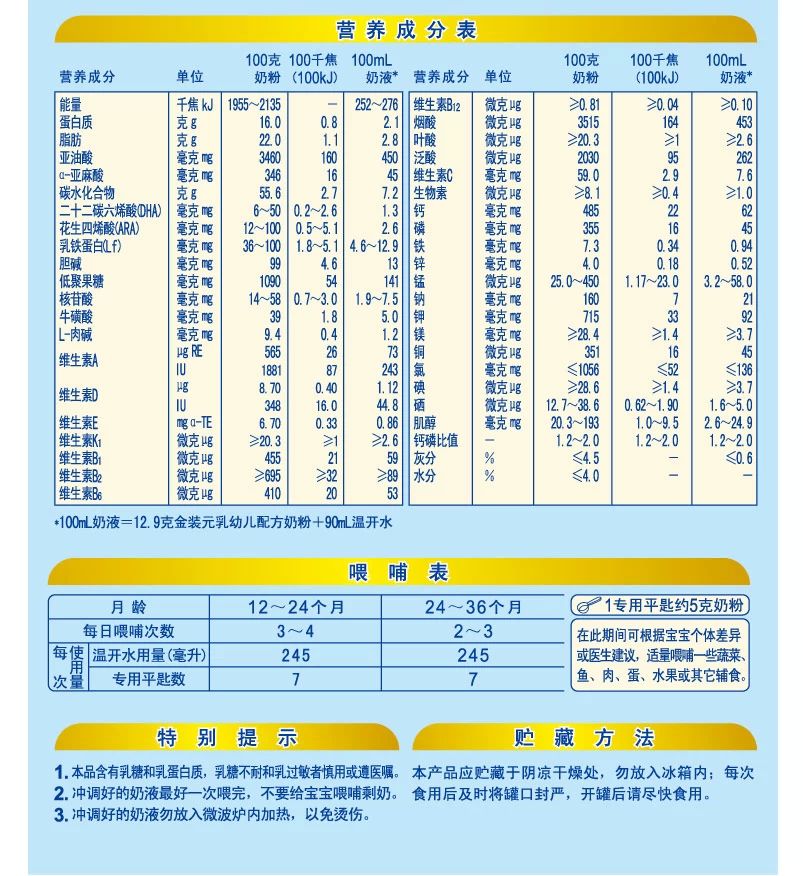 营养成分表
营养成分 单位 100克奶粉 100千焦(100kJ) 100mL奶液*
能量 千焦 kJ 1955～2135 — 252～276
蛋白质 克 g 16.0 0.8 2.1
脂肪 克 g 22.0 1.1 2.8
亚油酸 毫克 mg 3460 160 450
α-亚麻酸 毫克 mg 346 16 45
碳水化合物 克 g 55.6 2.7 7.2
二十二碳六烯酸(DHA) 毫克 mg 6～50 0.2～2.6 1.3
花生四烯酸(ARA) 毫克 mg 12～100 0.5～5.1 2.6
乳铁蛋白(Lf) 毫克 mg 36～100 1.8～5.1 4.6～12.9
胆碱 毫克 mg 99 4.6 13
低聚果糖 毫克 mg 1090 54 141
核苷酸 毫克 mg 14～58 0.7～3.0 1.9～7.5
牛磺酸 毫克 mg 39 1.8 5.0
L-肉碱 毫克 mg 9.4 0.4 1.2
维生素A μg RE 565 26 73
IU 1881 87 243
维生素D μg 8.70 0.40 1.12
IU 348 16.0 44.8
维生素E mg α-TE 6.70 0.33 0.86
维生素K₁ 微克 μg ≥20.3 ≥1 ≥2.6
维生素B₁ 微克 μg 455 21 59
维生素B₂ 微克 μg ≥695 ≥32 ≥89
维生素B₆ 微克 μg 410 20 53
营养成分 单位 100克奶粉 100千焦(100kJ) 100mL奶液*
维生素B₁₂ 微克 μg ≥0.81 ≥0.04 ≥0.10
烟酸 微克 μg 3515 164 453
叶酸 微克 μg ≥20.3 ≥1 ≥2.6
泛酸 微克 μg 2030 95 262
维生素C 毫克 mg 59.0 2.9 7.6
生物素 微克 μg ≥8.1 ≥0.4 ≥1.0
钙 毫克 mg 485 22 62
磷 毫克 mg 355 16 45
铁 毫克 mg 7.3 0.34 0.94
锌 毫克 mg 4.0 0.18 0.52
锰 微克 μg 25.0～450 1.17～23.0 3.2～58.0
钠 毫克 mg 160 7 21
钾 毫克 mg 715 33 92
镁 毫克 mg ≥28.4 ≥1.4 ≥3.7
铜 微克 μg 351 16 45
氯 毫克 mg ≤1056 ≤52 ≤136
碘 微克 μg ≥28.6 ≥1.4 ≥3.7
硒 微克 μg 12.7～38.6 0.62～1.90 1.6～5.0
肌醇 毫克 mg 20.3～193 1.0～9.5 2.6～24.9
钙磷比值 — 1.2～2.0 1.2～2.0 1.2～2.0
灰分 % ≤4.5 — ≤0.6
水分 % ≤4.0 — —
*100mL奶液＝12.9克金装元乳幼儿配方奶粉＋90mL温开水
喂哺表
月龄 12～24个月 24～36个月
每日喂哺次数 3～4 2～3
每次使用量 温开水用量(毫升) 245 245
专用平匙数 7 7
1专用平匙约5克奶粉
在此期间可根据宝宝个体差异
或医生建议，适量喂哺一些蔬菜、
鱼、肉、蛋、水果或其它辅食。
特别提示
1. 本品含有乳糖和乳蛋白质，乳糖不耐和乳过敏者慎用或遵医嘱。
2. 冲调好的奶液最好一次喂完，不要给宝宝喂哺剩奶。
3. 冲调好的奶液勿放入微波炉内加热，以免烫伤。
贮藏方法
本产品应贮藏于阴凉干燥处，勿放入冰箱内；每次
食用后及时将罐口封严，开罐后请尽快食用。